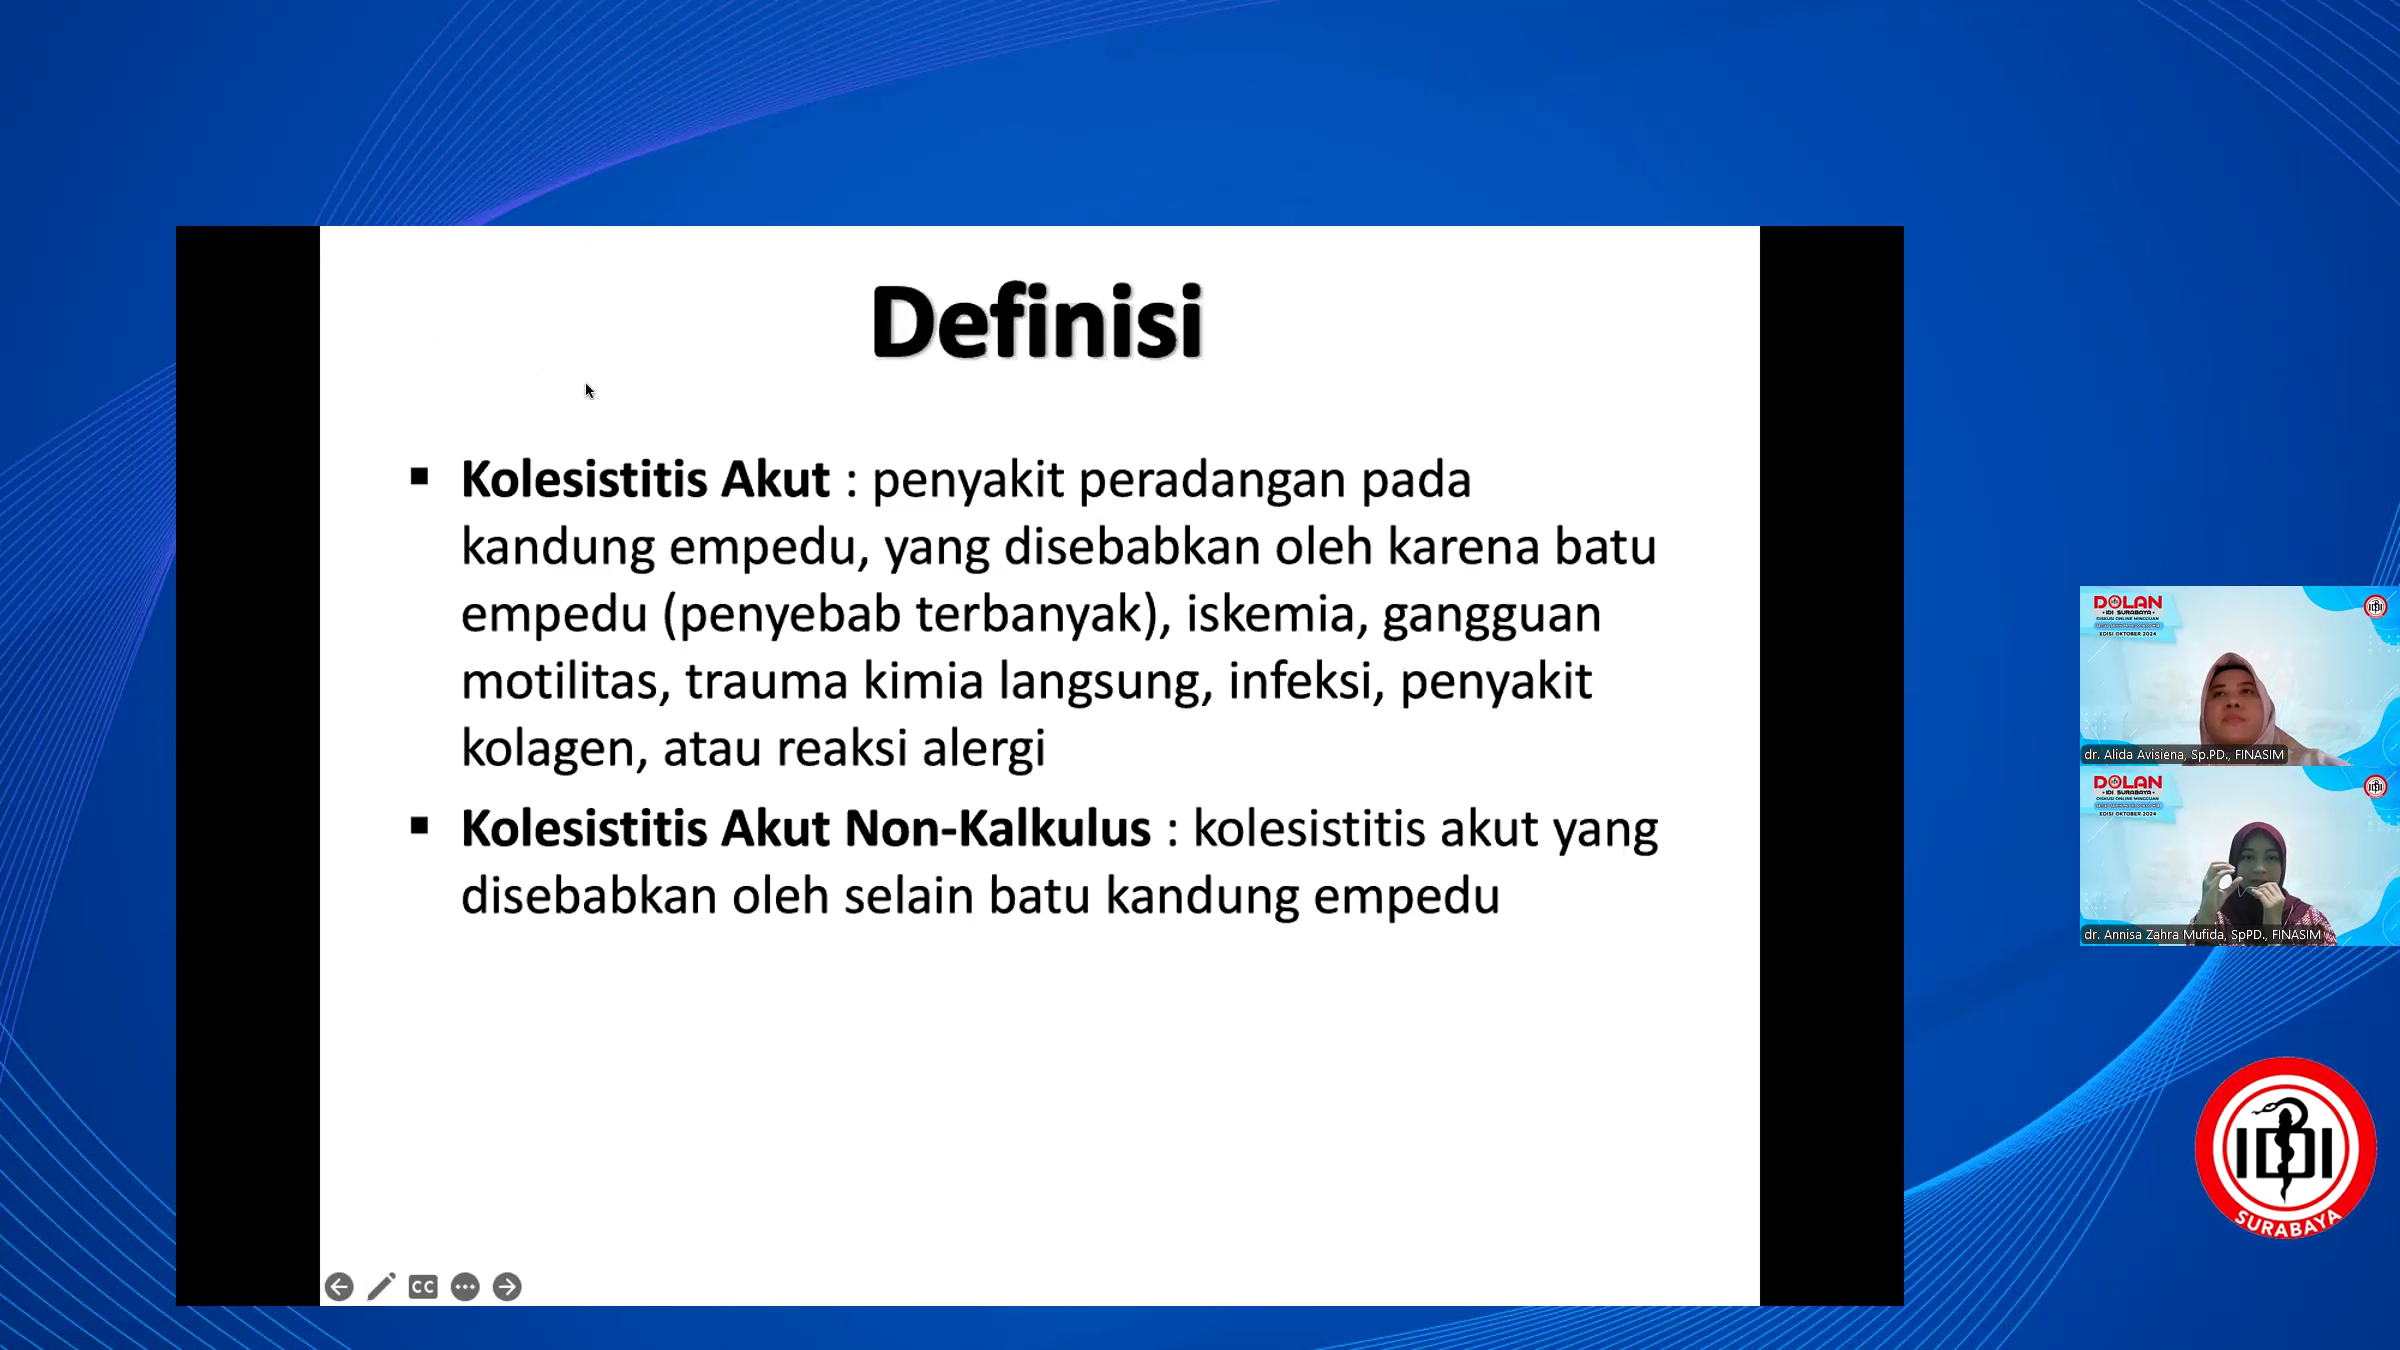 Definisi
▪ Kolesistitis Akut : penyakit peradangan pada
kandung empedu, yang disebabkan oleh karena batu
empedu (penyebab terbanyak), iskemia, gangguan
motilitas, trauma kimia langsung, infeksi, penyakit
kolagen, atau reaksi alergi
▪ Kolesistitis Akut Non-Kalkulus : kolesistitis akut yang
disebabkan oleh selain batu kandung empedu
CC
DOLAN
• IDI SURABAYA •
DISKUSI ONLINE MINGGUAN
EDISI OKTOBER 2024
dr. Alida Avisiena, Sp.PD., FINASIM
DOLAN
• IDI SURABAYA •
DISKUSI ONLINE MINGGUAN
EDISI OKTOBER 2024
dr. Annisa Zahra Mufida, SpPD., FINASIM
IDI
SURABAYA